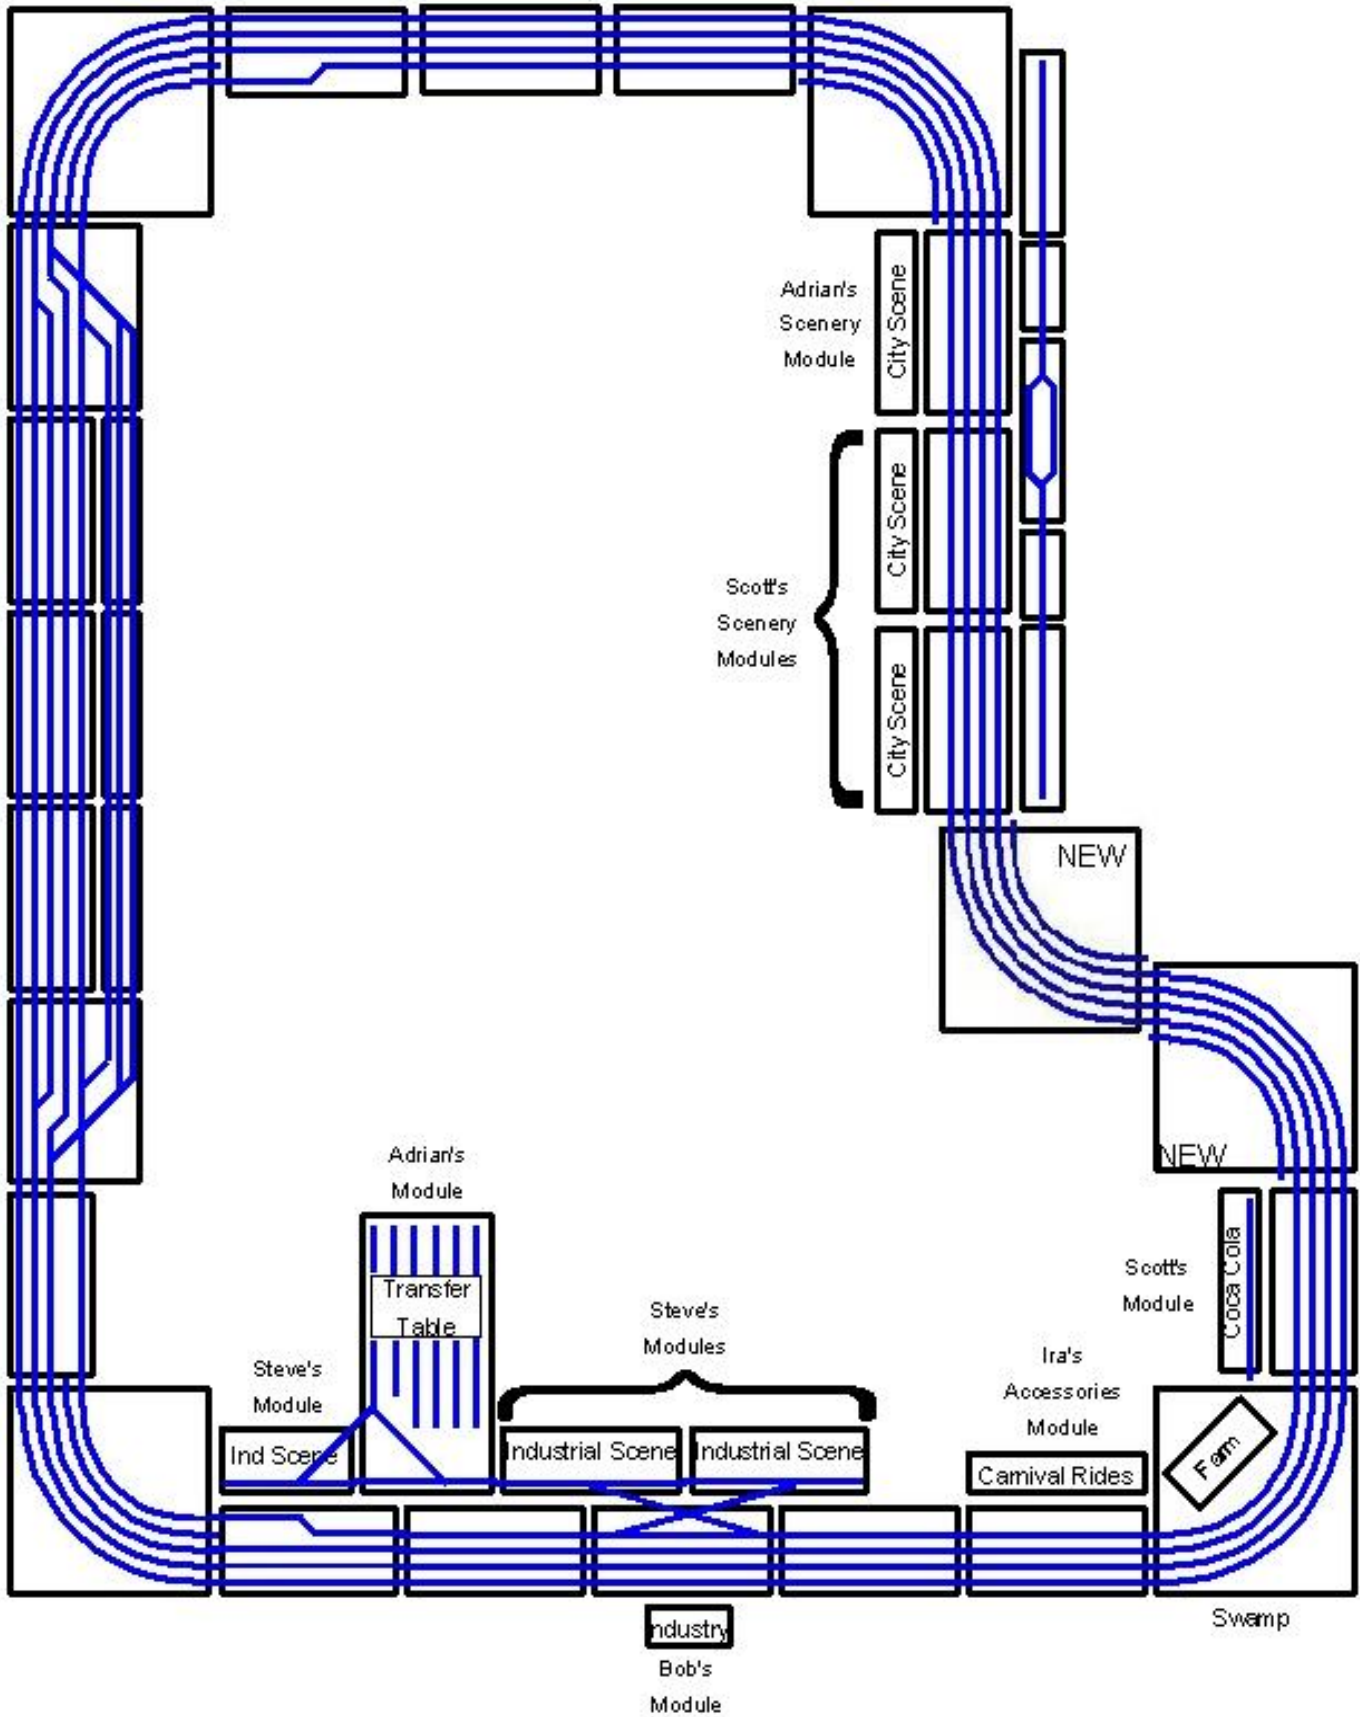 Adrian's
Scenery
Module
City Scene
City Scene
Scott's
Scenery
Modules
City Scene
NEW
NEW
Adrian's
Module
Transfer
Table
Steve's
Module
Ind Scene
Steve's
Modules
Industrial Scene
Industrial Scene
Scott's
Module
Coca Cola
Ira's
Accessories
Module
Carnival Rides
Farm
Swamp
ndustry
Bob's
Module